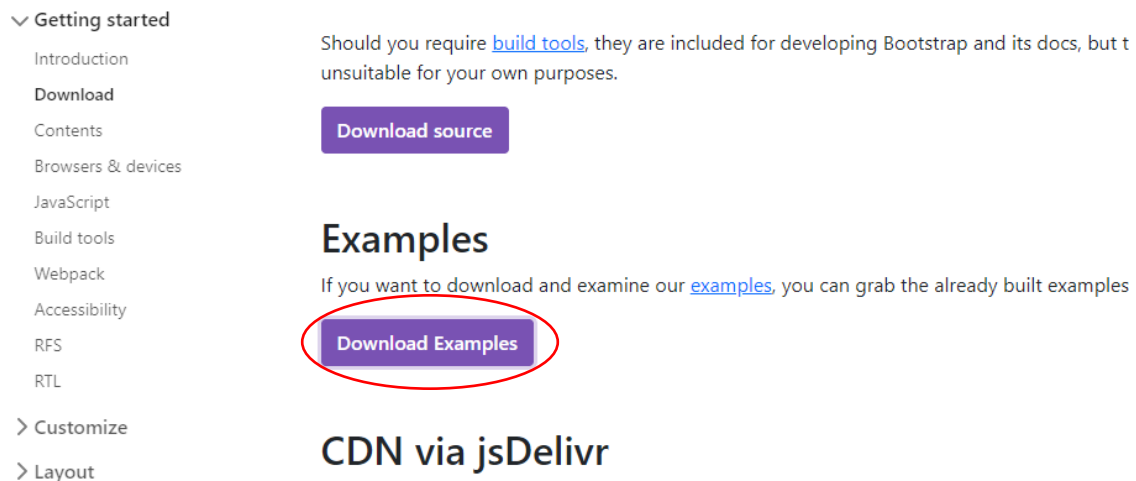 Getting started
Introduction
Download
Contents
Browsers & devices
JavaScript
Build tools
Webpack
Accessibility
RFS
RTL
Customize
Layout
Should you require build tools, they are included for developing Bootstrap and its docs, but t
unsuitable for your own purposes.
Download source
Examples
If you want to download and examine our examples, you can grab the already built examples
Download Examples
CDN via jsDelivr